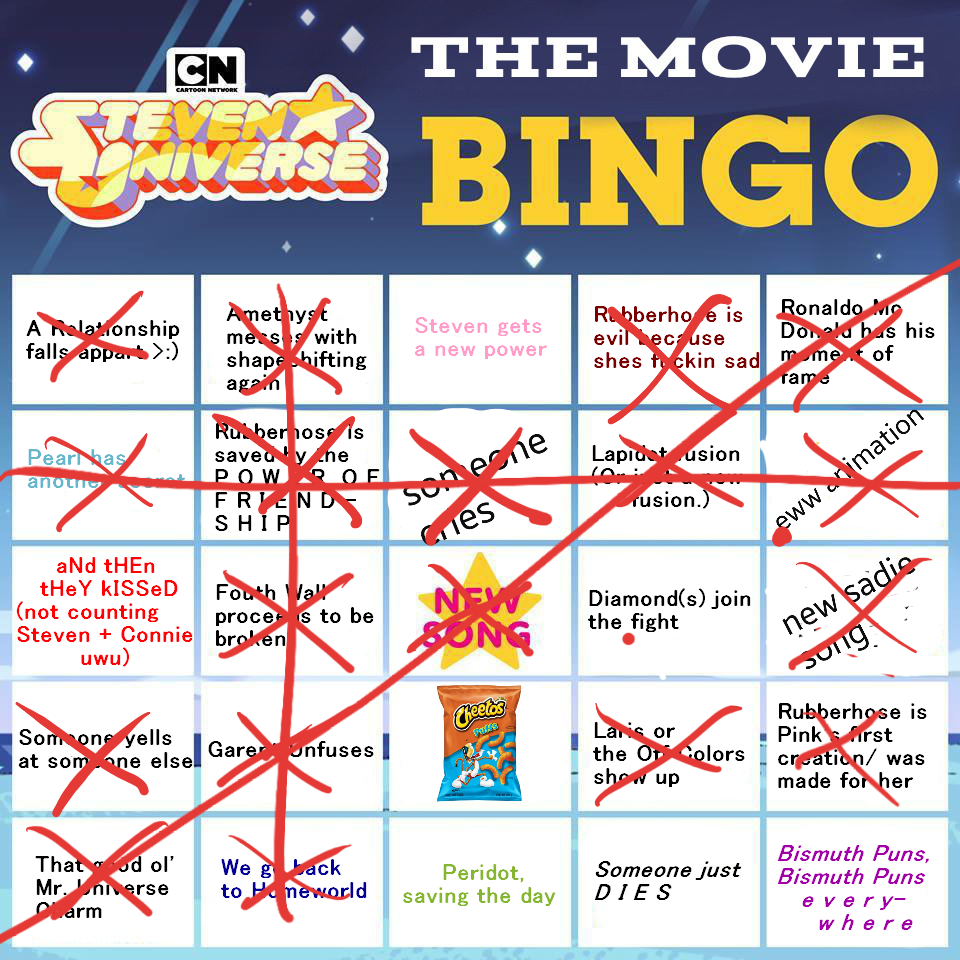 CN
CARTOON NETWORK
STEVEN
UNIVERSE
THE MOVIE
BINGO
A Relationship
falls appart >:)
Amethyst
messes with
shapeshifting
again
Steven gets
a new power
Rubberhose is
evil because
shes fuckin sad
Ronaldo Mc
Donald has his
moment of
fame
Pearl has
another secret
Rubberhose is
saved by the
P O W E R O F
F R I E N D -
S H I P
someone
cries
Lapidot fusion
(Or just a new
fusion.)
eww animation
aNd tHEn
tHeY kISSeD
(not counting
Steven + Connie
uwu)
Fouth Wall
proceeds to be
broken
NEW
SONG
Diamond(s) join
the fight
new sadie
song
Someone yells
at someone else
Garent Unfuses
Cheetos
Puffs
Laris or
the Off Colors
show up
Rubberhose is
Pink's first
creation/ was
made for her
That good ol'
Mr. Universe
Charm
We go back
to Homeworld
Peridot,
saving the day
Someone just
D I E S
Bismuth Puns,
Bismuth Puns
e v e r y-
w h e r e